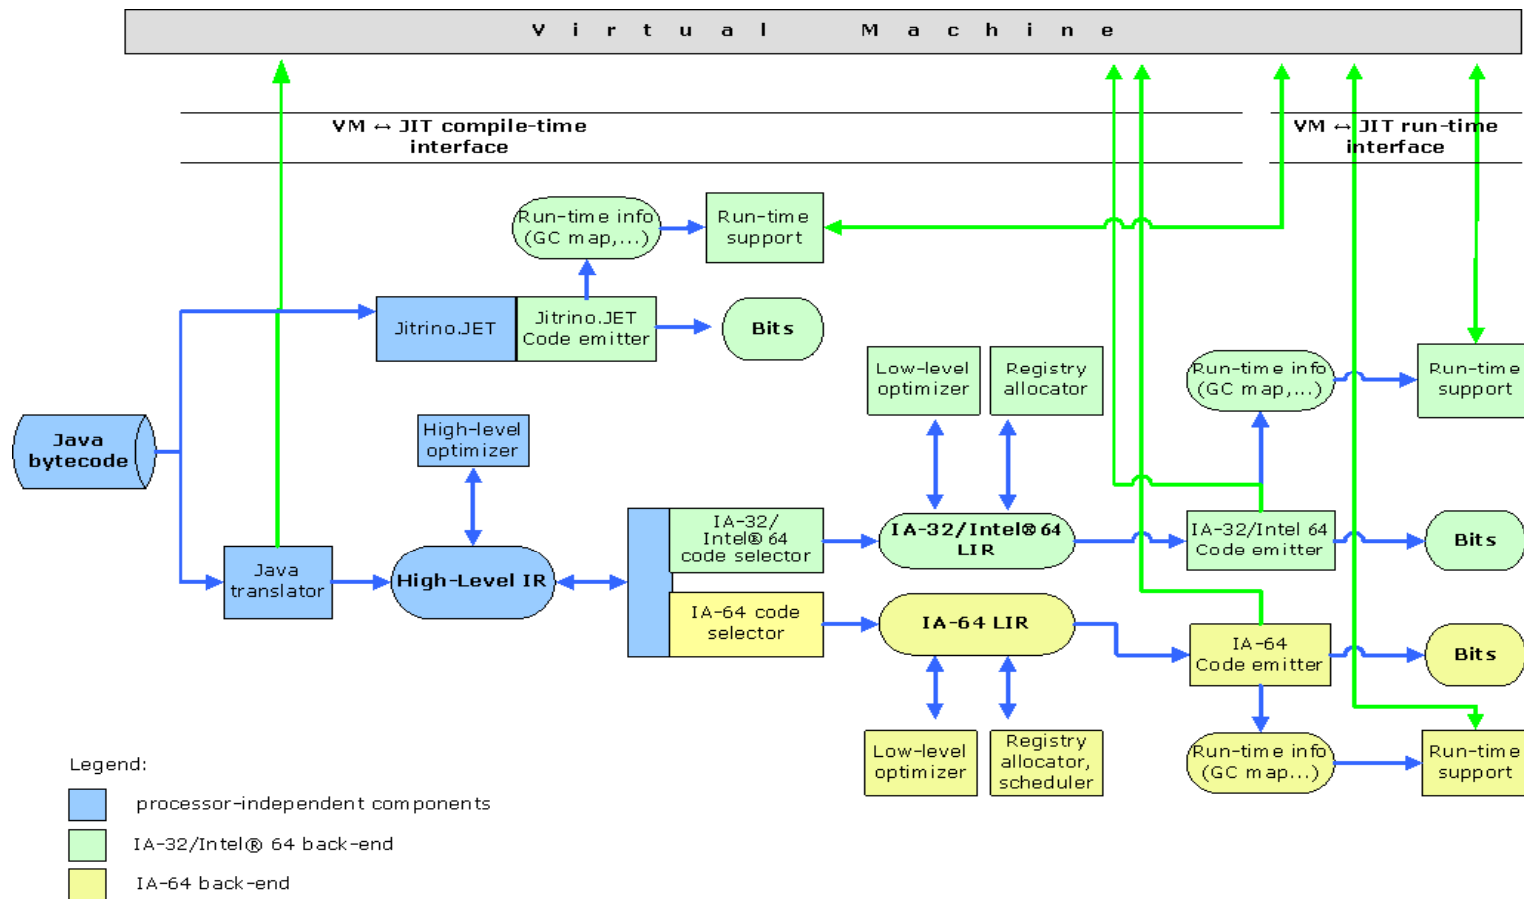 Virtual Machine
VM ↔ JIT compile-time
interface
VM ↔ JIT run-time
interface
Run-time info
(GC map,...)
Run-time
support
Jitrino.JET
Jitrino.JET
Code emitter
Bits
Low-level
optimizer
Registry
allocator
Run-time info
(GC map,...)
Run-time
support
Java
bytecode
High-level
optimizer
IA-32/
Intel® 64
code selector
IA-32/Intel® 64
LIR
IA-32/Intel 64
Code emitter
Bits
Java
translator
High-Level IR
IA-64 code
selector
IA-64 LIR
IA-64
Code emitter
Bits
Low-level
optimizer
Registry
allocator,
scheduler
Run-time info
(GC map...)
Run-time
support
Legend:
processor-independent components
IA-32/Intel® 64 back-end
IA-64 back-end